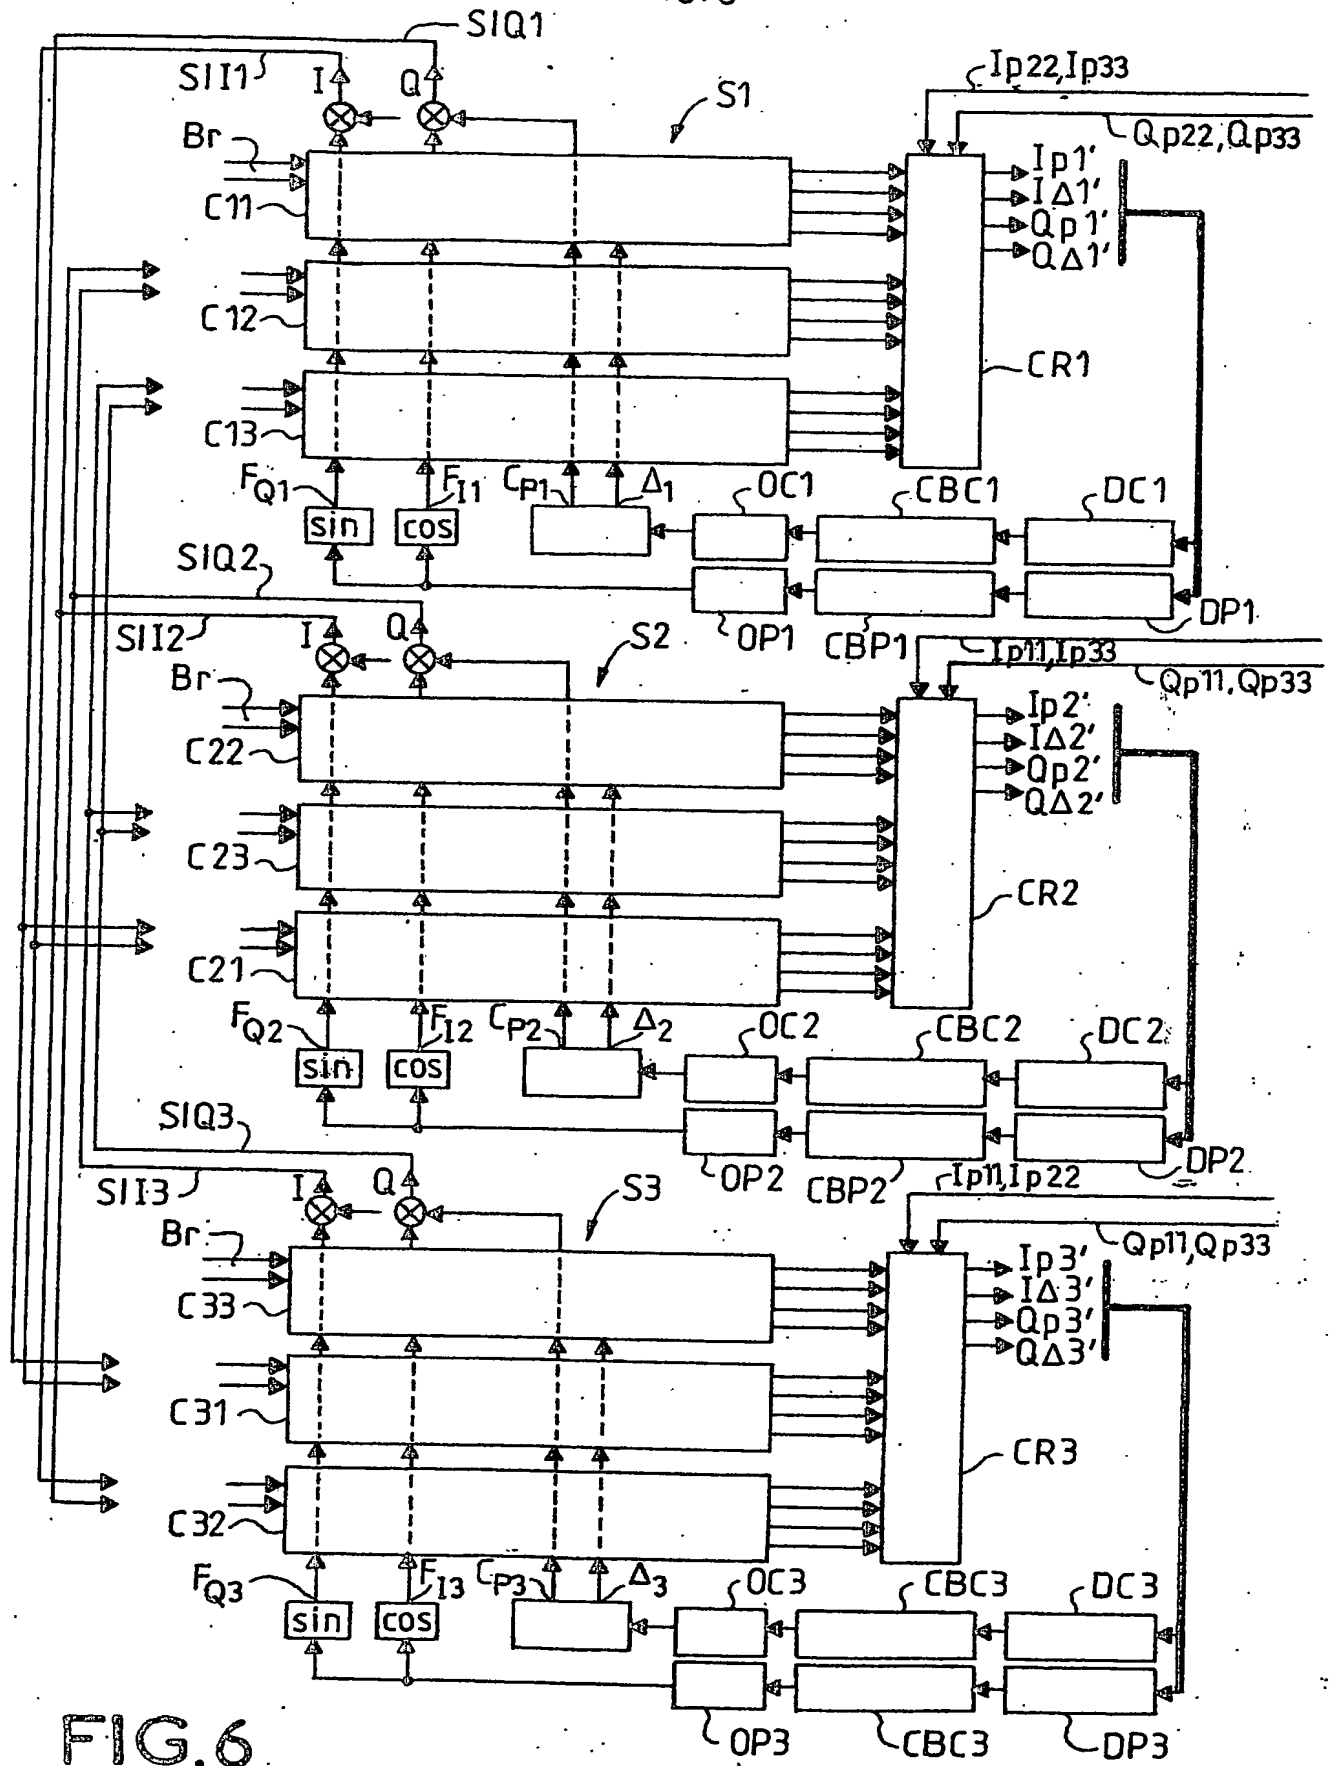 SIQ1
SII1
I
Q
S1
Ip22,Ip33
Qp22,Qp33
Br
C11
Ip1'
IΔ1'
Qp1'
QΔ1'
C12
CR1
C13
FQ1
FI1
CP1
Δ1
OC1
CBC1
DC1
sin
cos
SIQ2
SII2
I
Q
S2
OP1
CBP1
DP1
Ip11,Ip33
Qp11,Qp33
Br
C22
Ip2'
IΔ2'
Qp2'
QΔ2'
C23
CR2
C21
FQ2
FI2
CP2
Δ2
OC2
CBC2
DC2
sin
cos
SIQ3
SII3
I
Q
S3
OP2
CBP2
DP2
Ip11,Ip22
Qp11,Qp33
Br
C33
Ip3'
IΔ3'
Qp3'
QΔ3'
C31
CR3
C32
FQ3
FI3
CP3
Δ3
OC3
CBC3
DC3
sin
cos
OP3
CBC3
DP3
FIG.6